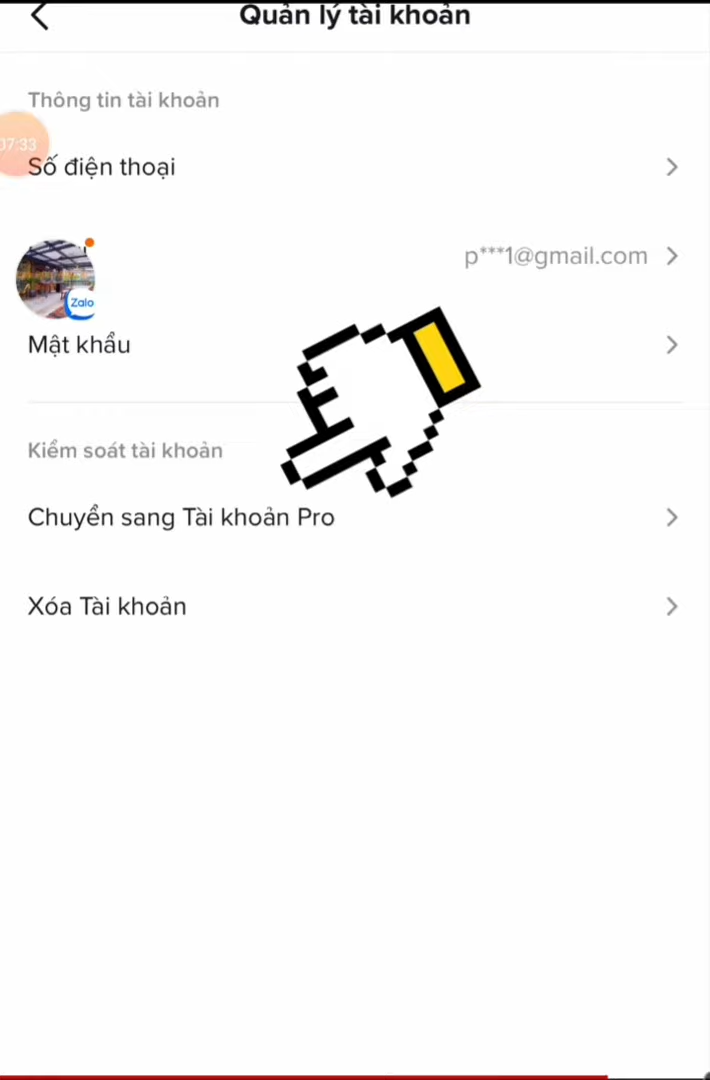 Quản lý tài khoản
Thông tin tài khoản
07:33
Số điện thoại
p***1@gmail.com
Zalo
Mật khẩu
Kiểm soát tài khoản
Chuyển sang Tài khoản Pro
Xóa Tài khoản